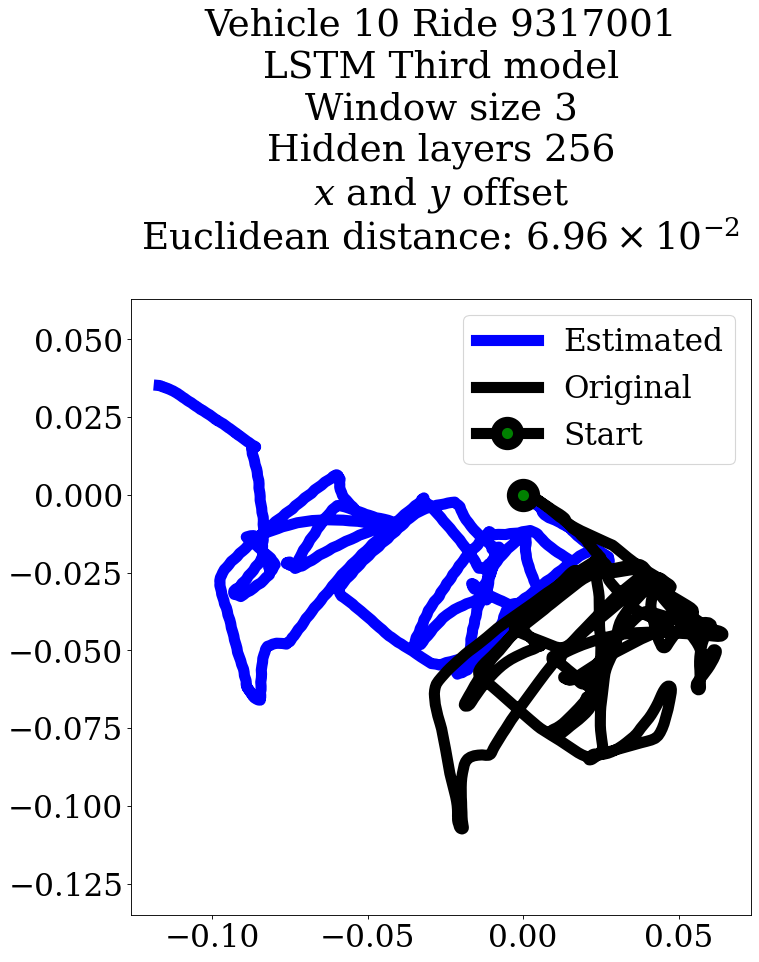 Vehicle 10 Ride 9317001
LSTM Third model
Window size 3
Hidden layers 256
x and y offset
Euclidean distance: 6.96 × 10⁻²
Estimated
Original
Start
0.050
0.025
0.000
−0.025
−0.050
−0.075
−0.100
−0.125
−0.10 −0.05 0.00 0.05